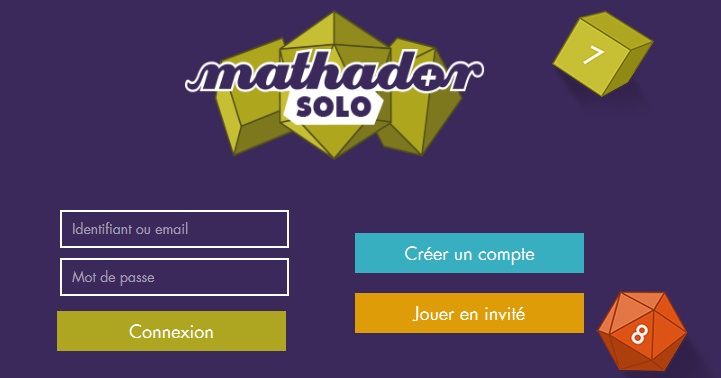 mathador
SOLO
7
Identifiant ou email
Mot de passe
Connexion
Créer un compte
Jouer en invité
8